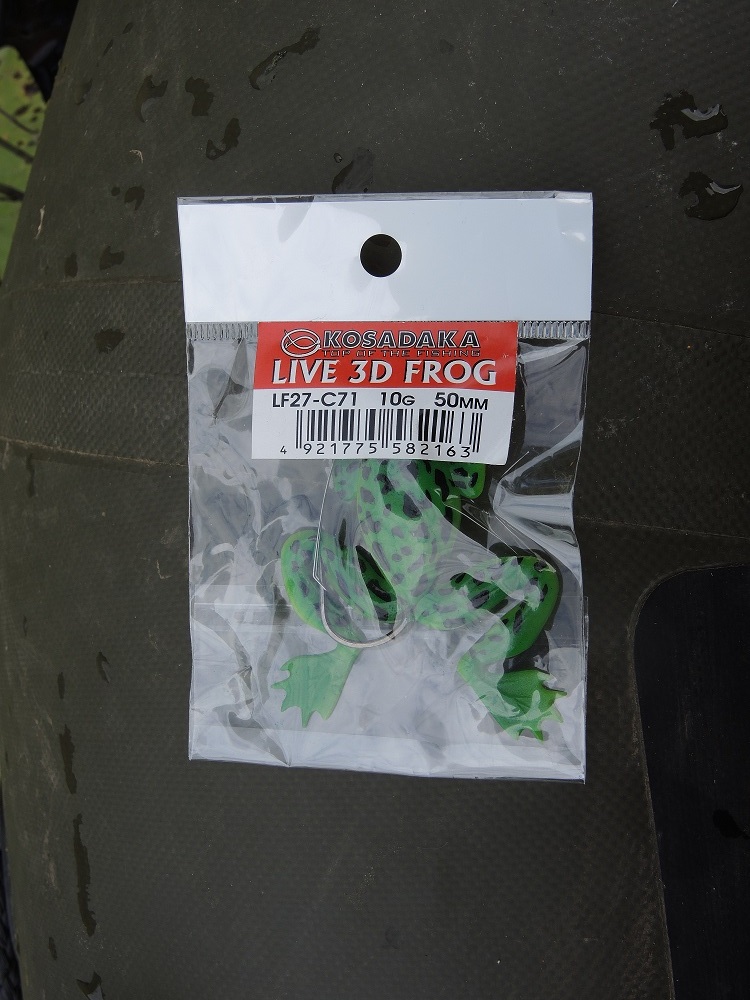 KOSADAKA
TOP OF THE FISHING
LIVE 3D FROG
LF27-C71 10G 50MM
4 921775 582163